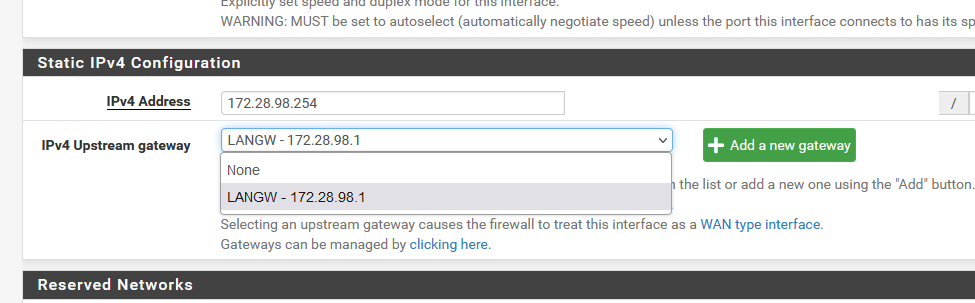 Explicitly set speed and duplex mode for this interface.
WARNING: MUST be set to autoselect (automatically negotiate speed) unless the port this interface connects to has its sp
Static IPv4 Configuration
IPv4 Address
172.28.98.254
/
IPv4 Upstream gateway
LANGW - 172.28.98.1
Add a new gateway
None
LANGW - 172.28.98.1
the list or add a new one using the "Add" button.
Selecting an upstream gateway causes the firewall to treat this interface as a WAN type interface.
Gateways can be managed by clicking here.
Reserved Networks